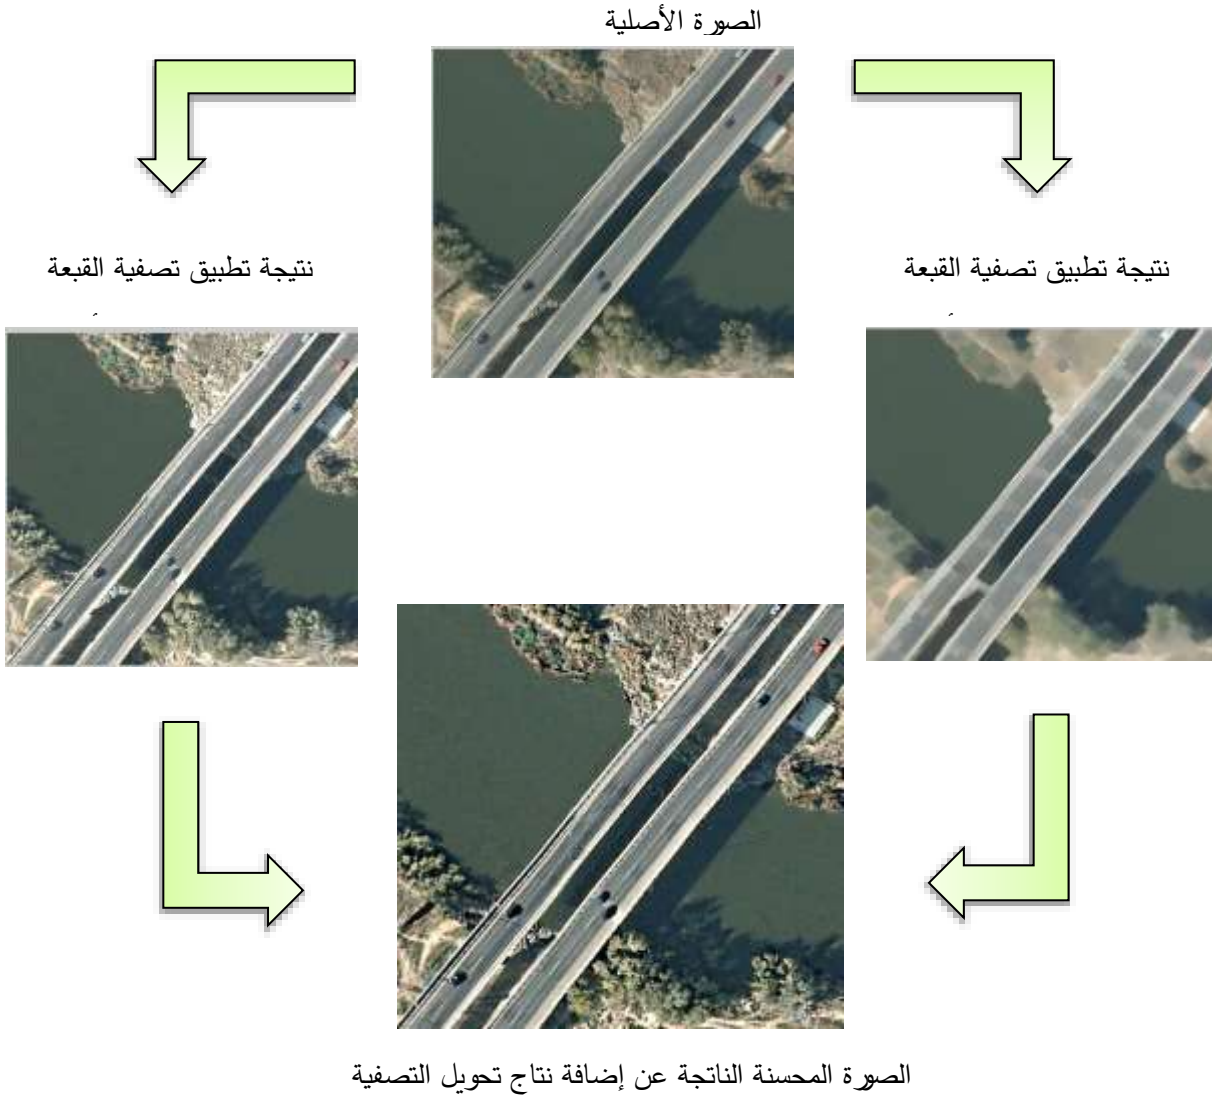 الصورة الأصلية
نتيجة تطبيق تصفية القبعة
نتيجة تطبيق تصفية القبعة
الصورة المحسنة الناتجة عن إضافة نتاج تحويل التصفية